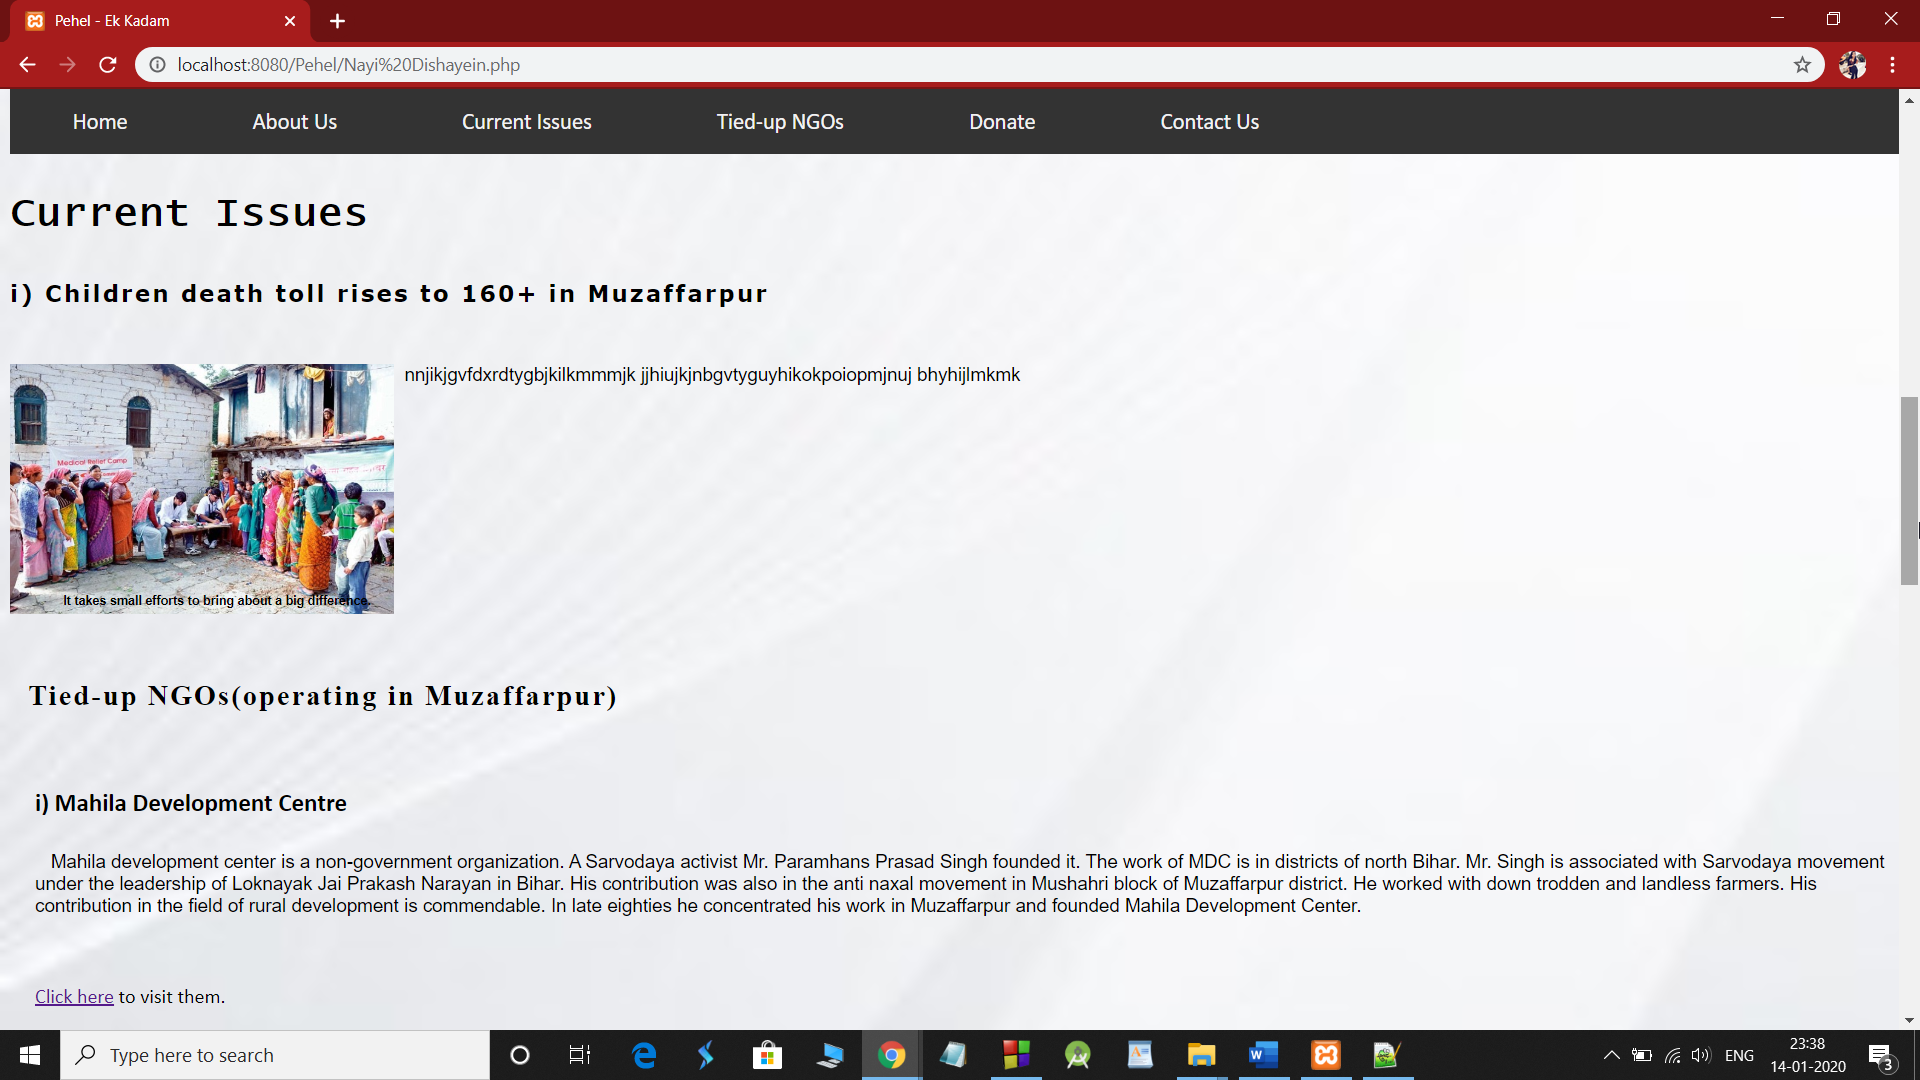 Pehel - Ek Kadam
localhost:8080/Pehel/Nayi%20Dishayein.php
Home About Us Current Issues Tied-up NGOs Donate Contact Us
Current Issues
i) Children death toll rises to 160+ in Muzaffarpur
nnjikjgvfdxrdtygbjkilkmmmjk jjhiujkjnbgvtyguyhikokpoiopmjnuj bhyhijlmkmk
Medical Relief Camp
It takes small efforts to bring about a big difference.
Tied-up NGOs(operating in Muzaffarpur)
i) Mahila Development Centre
Mahila development center is a non-government organization. A Sarvodaya activist Mr. Paramhans Prasad Singh founded it. The work of MDC is in districts of north Bihar. Mr. Singh is associated with Sarvodaya movement
under the leadership of Loknayak Jai Prakash Narayan in Bihar. His contribution was also in the anti naxal movement in Mushahri block of Muzaffarpur district. He worked with down trodden and landless farmers. His
contribution in the field of rural development is commendable. In late eighties he concentrated his work in Muzaffarpur and founded Mahila Development Center.
Click here to visit them.
Type here to search
ENG
23:38
14-01-2020
3